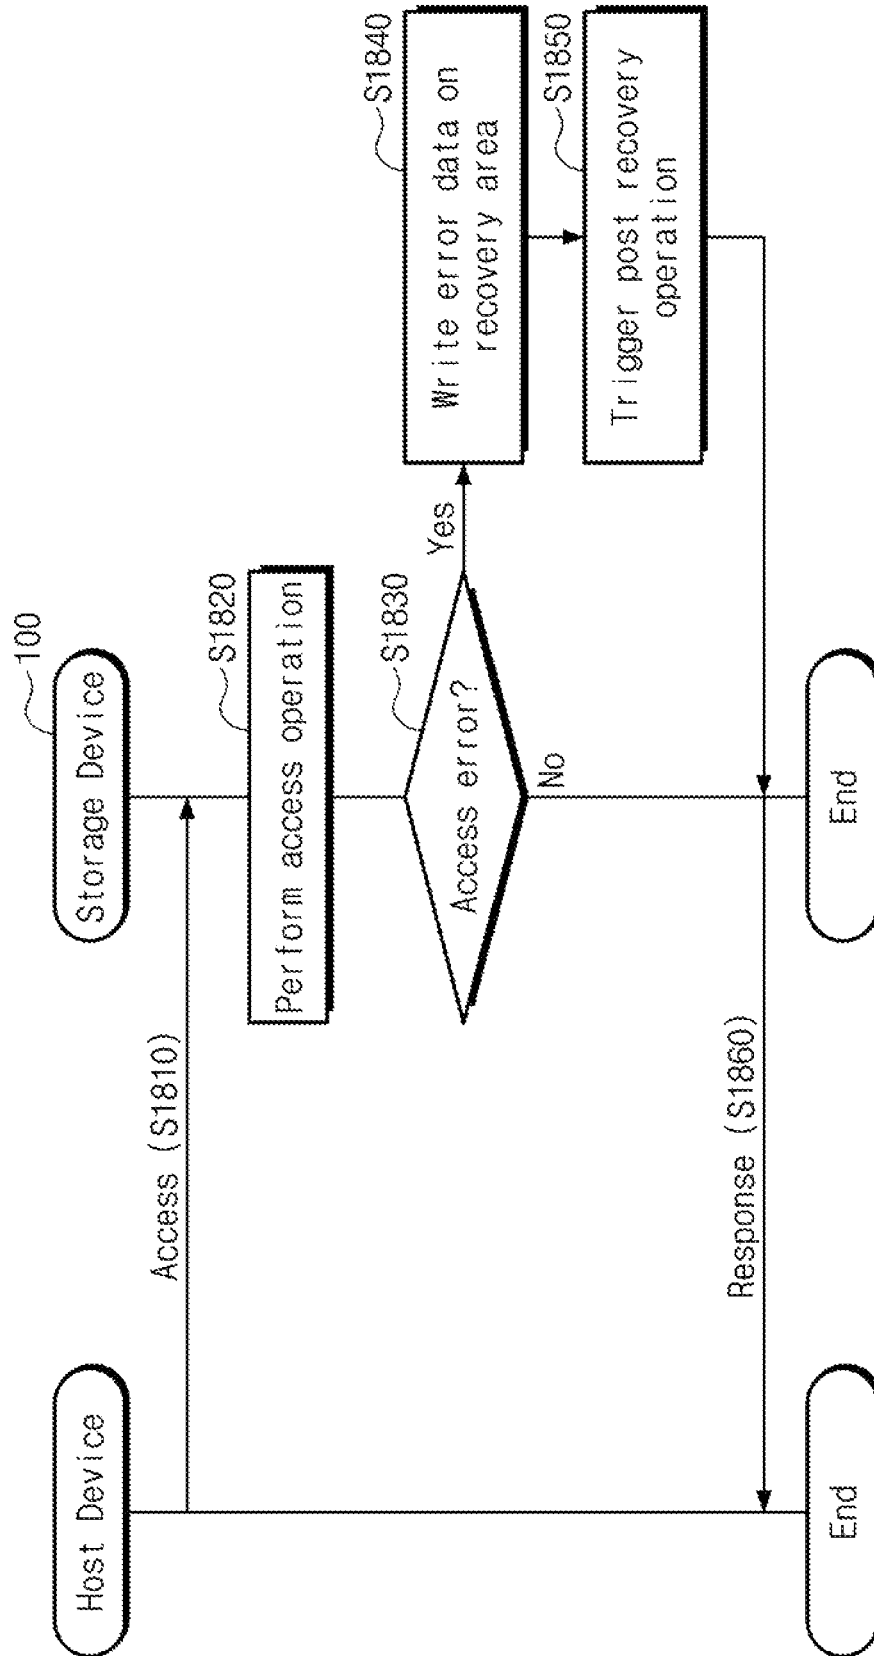 Host Device
Storage Device
100
Access (S1810)
S1820
Perform access operation
S1830
Access error?
Yes
No
S1840
Write error data on
recovery area
S1850
Trigger post recovery
operation
Response (S1860)
End
End